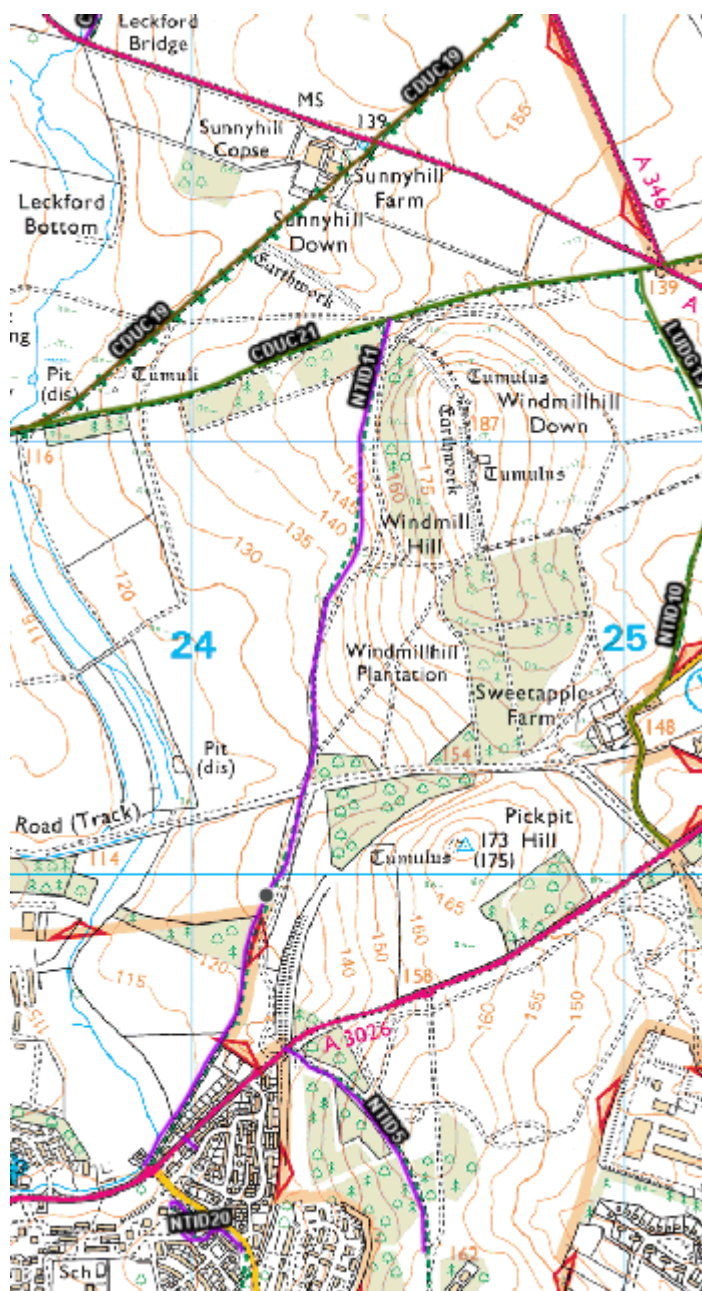 Leckford
Bridge
CDUC19
MS
139
Sunnyhill
Copse
Sunnyhill
Farm
155
A 346
Leckford
Bottom
Sunnyhill
Down
Earthwork
139
A
CDUC19
CDUC21
NTID11
ng
Pit
(dis)
Tumuli
Tumulus
Windmillhill
Down
187
Earthwork
Tumulus
116
160
175
145
140
135
130
120
Windmill
Hill
NTID10
24
25
Windmillhill
Plantation
Sweetapple
Farm
148
Pit
(dis)
154
Road (Track)
Pickpit
Hill
173
(175)
Tumulus
114
165
160
150
140
120
115
158
160
155
150
A 3026
115
NTID5
NTID20
Sch
162